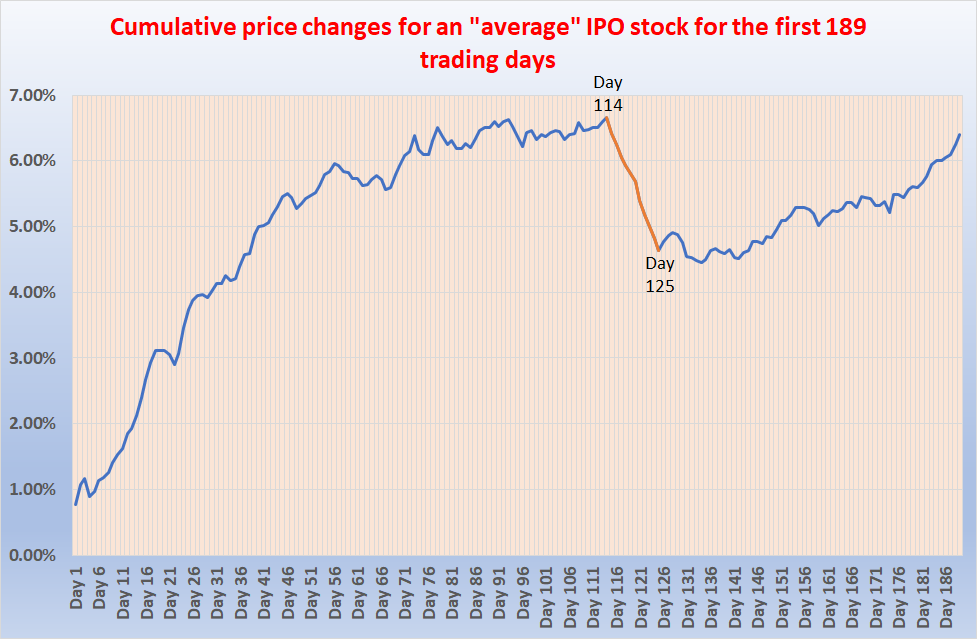 Cumulative price changes for an "average" IPO stock for the first 189
trading days
7.00%
6.00%
5.00%
4.00%
3.00%
2.00%
1.00%
0.00%
Day
114
Day
125
Day 1
Day 6
Day 11
Day 16
Day 21
Day 26
Day 31
Day 36
Day 41
Day 46
Day 51
Day 56
Day 61
Day 66
Day 71
Day 76
Day 81
Day 86
Day 91
Day 96
Day 101
Day 106
Day 111
Day 116
Day 121
Day 126
Day 131
Day 136
Day 141
Day 146
Day 151
Day 156
Day 161
Day 166
Day 171
Day 176
Day 181
Day 186